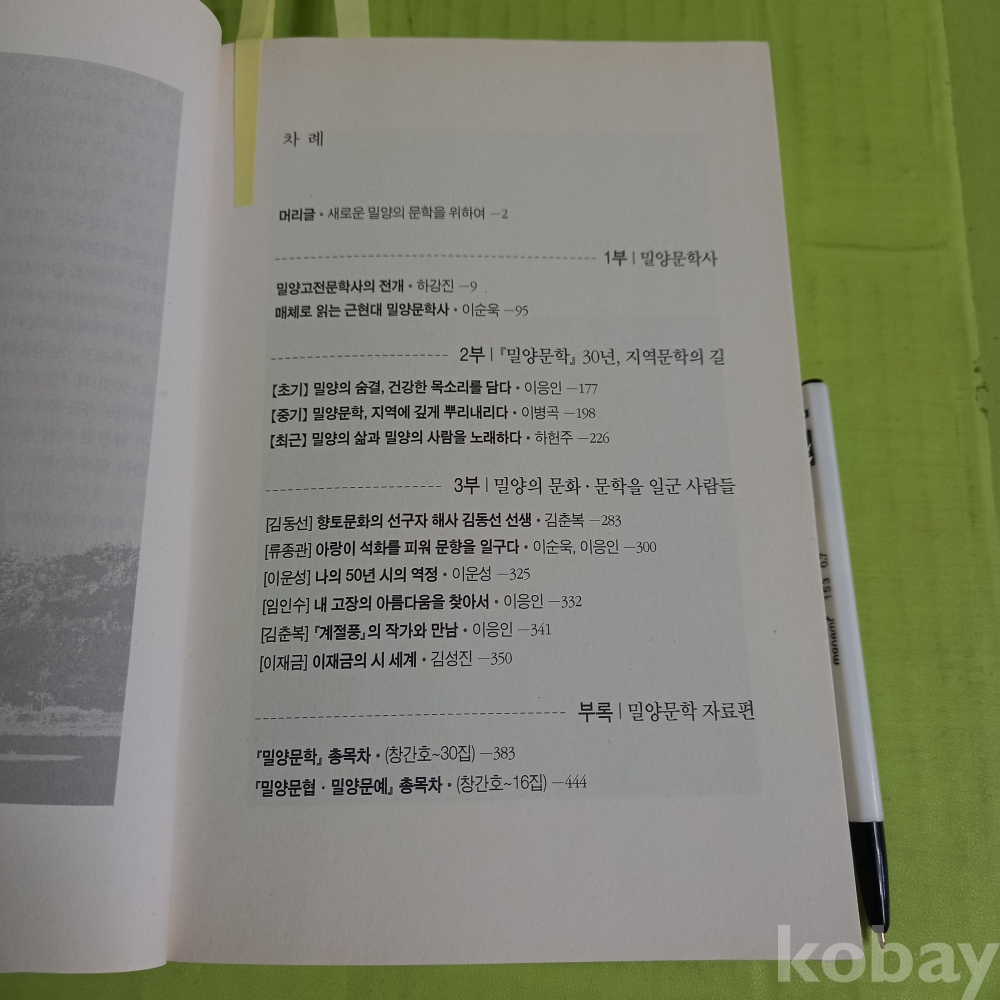 차 례
머리글 • 새로운 밀양의 문학을 위하여 –2
1부 | 밀양문학사
밀양고전문학사의 전개 • 하강진 –9
매체로 읽는 근현대 밀양문학사 • 이순욱 –95
2부 | 『밀양문학』 30년, 지역문학의 길
[초기] 밀양의 숨결, 건강한 목소리를 담다 • 이응인 –177
[중기] 밀양문학, 지역에 깊게 뿌리내리다 • 이병곡 –198
[최근] 밀양의 삶과 밀양의 사람을 노래하다 • 하헌주 –226
3부 | 밀양의 문화 · 문학을 일군 사람들
[김동선] 향토문화의 선구자 해사 김동선 선생 • 김춘복 –283
[류종관] 아랑이 석화를 피워 문향을 일구다 • 이순욱, 이응인 –300
[이운성] 나의 50년 시의 역정 • 이운성 –325
[임인수] 내 고장의 아름다움을 찾아서 • 이응인 –332
[김춘복] 『계절풍』의 작가와 만남 • 이응인 –341
[이재금] 이재금의 시 세계 • 김성진 –350
부록 | 밀양문학 자료편
『밀양문학』 총목차 • (창간호~30집) –383
『밀양문협 · 밀양문예』 총목차 • (창간호~16집) –444
monami 153 0.7
kobay